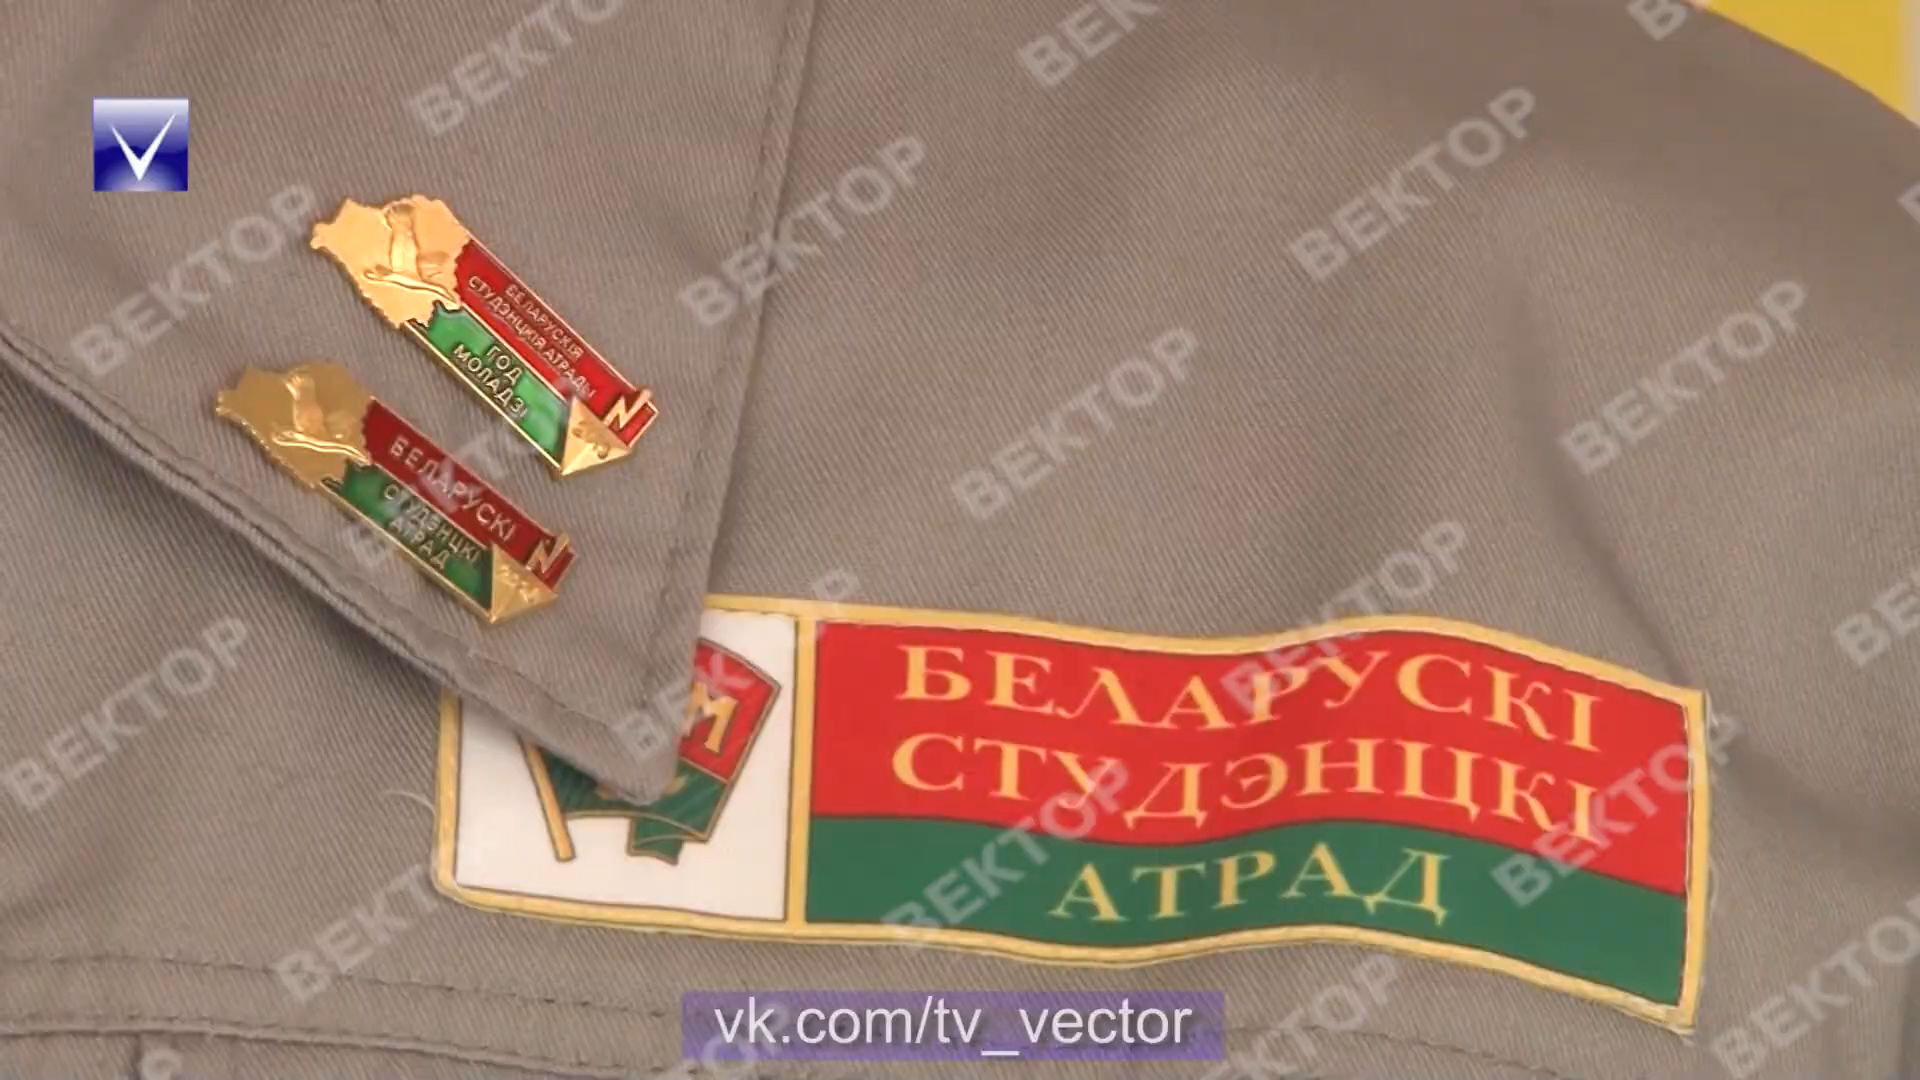 БЕЛАРУСКІЯ
СТУДЭНЦКІЯ АТРАДЫ
ГОД
МОЛАДЗІ
БЕЛАРУСКІ
СТУДЭНЦКІ
АТРАД
БЕЛАРУСКІ
СТУДЭНЦКІ
АТРАД
ВЕКТОР
vk.com/tv_vector